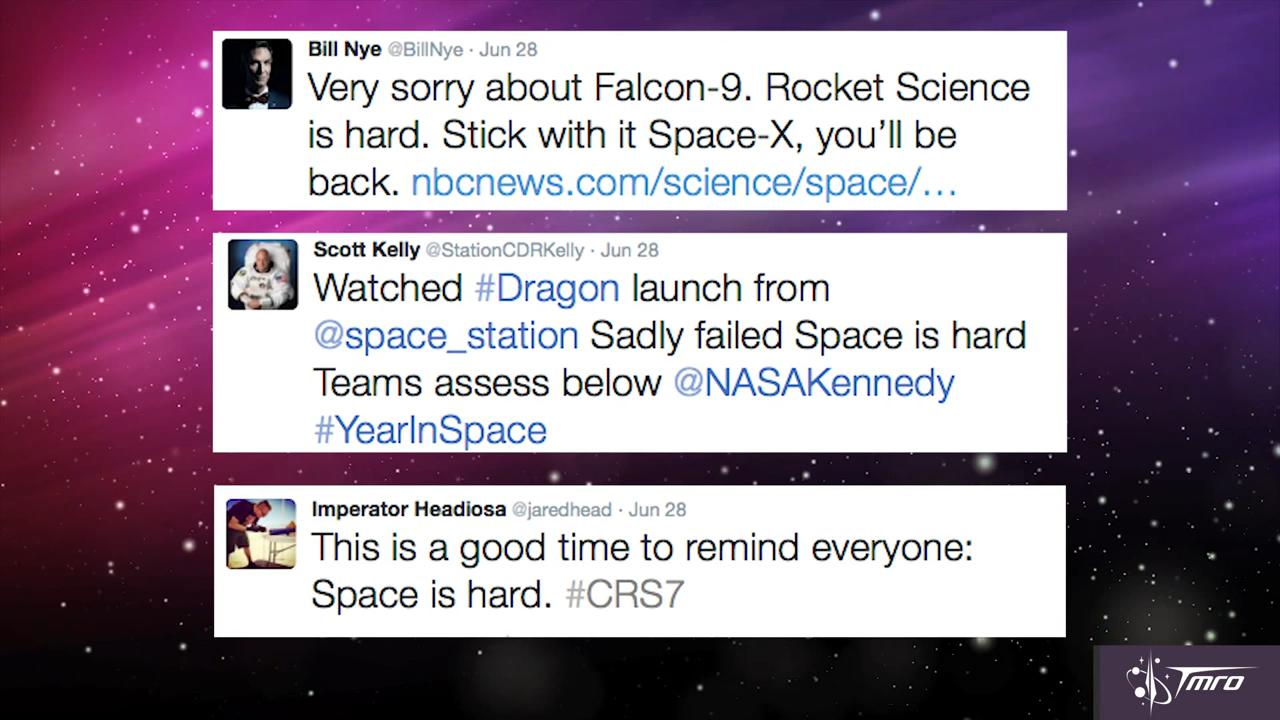 Bill Nye @BillNye · Jun 28
Very sorry about Falcon-9. Rocket Science
is hard. Stick with it Space-X, you’ll be
back. nbcnews.com/science/space/…
Scott Kelly @StationCDRKelly · Jun 28
Watched #Dragon launch from
@space_station Sadly failed Space is hard
Teams assess below @NASAKennedy
#YearInSpace
Imperator Headiosa @jaredhead · Jun 28
This is a good time to remind everyone:
Space is hard. #CRS7
TMRO